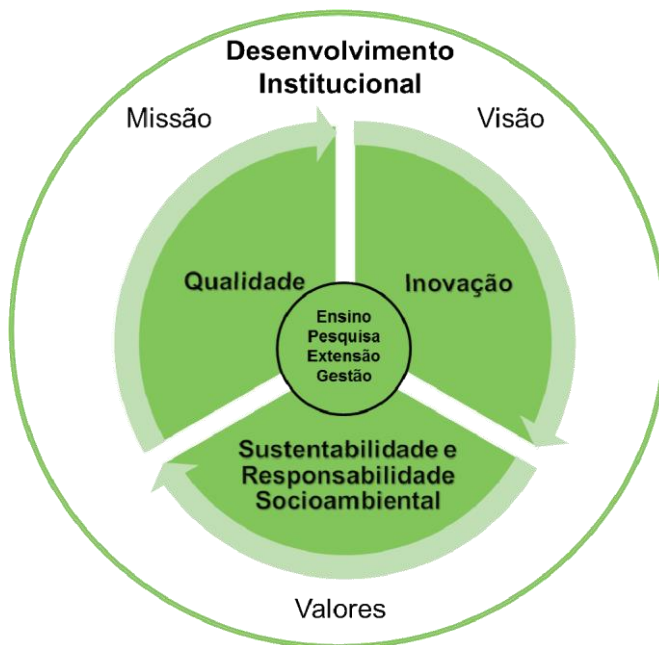 Desenvolvimento
Institucional
Missão
Visão
Qualidade
Inovação
Ensino
Pesquisa
Extensão
Gestão
Sustentabilidade e
Responsabilidade
Socioambiental
Valores